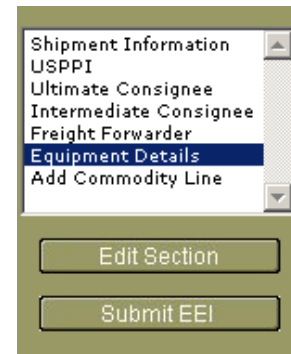 Shipment Information
USPPI
Ultimate Consignee
Intermediate Consignee
Freight Forwarder
Equipment Details
Add Commodity Line
Edit Section
Submit EEI